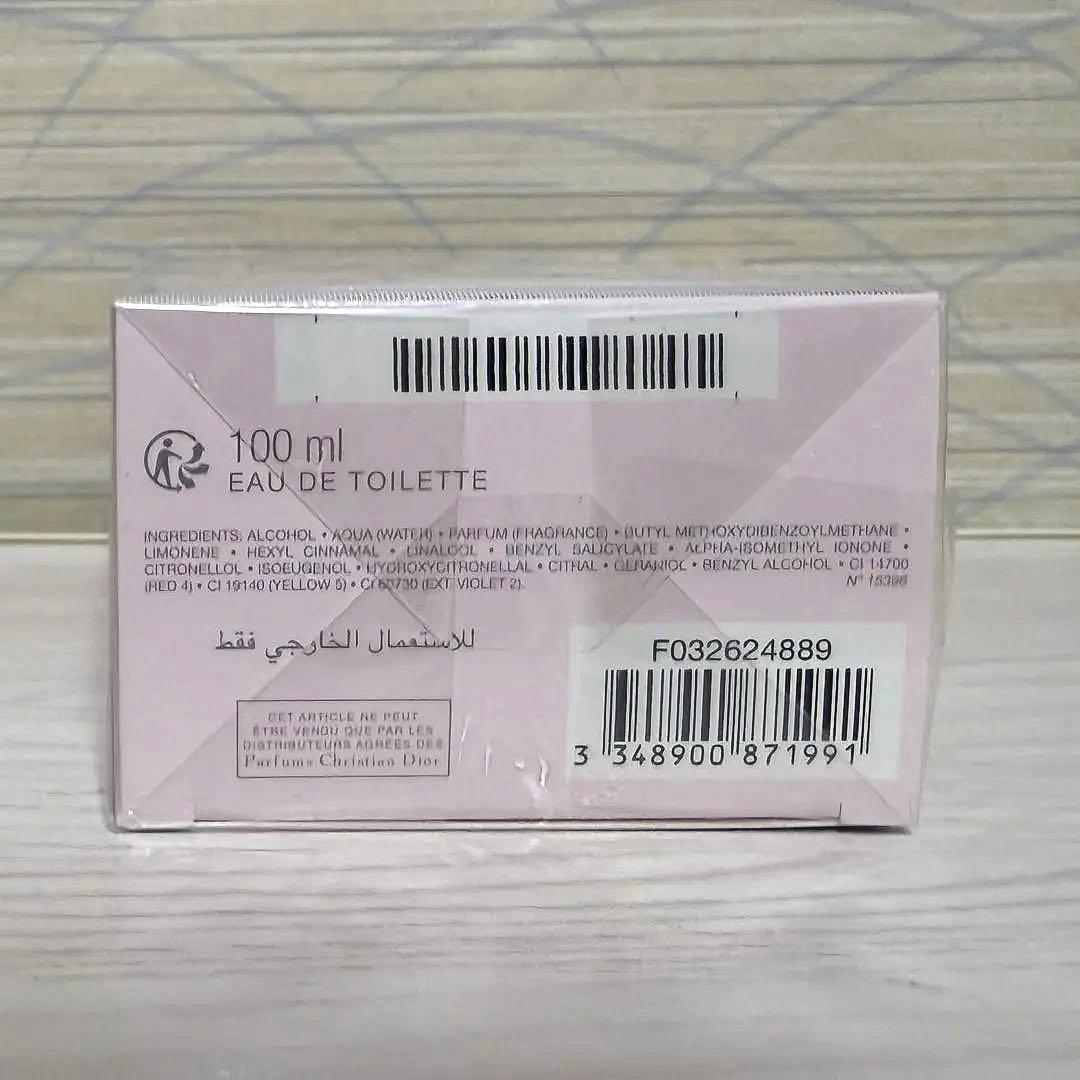 100 ml
EAU DE TOILETTE
INGREDIENTS: ALCOHOL • AQUA (WATER) • PARFUM (FRAGRANCE) • BUTYL METHOXYDIBENZOYLMETHANE •
LIMONENE • HEXYL CINNAMAL • LINALOOL • BENZYL SALICYLATE • ALPHA-ISOMETHYL IONONE •
CITRONELLOL • ISOEUGENOL • HYDROXYCITRONELLAL • CITRAL • GERANIOL • BENZYL ALCOHOL • CI 14700
(RED 4) • CI 19140 (YELLOW 5) • CI 60730 (EXT. VIOLET 2).
N° 15396
للاستعمال الخارجي فقط
F032624889
3 348900 871991
CET ARTICLE NE PEUT
ÊTRE VENDU QUE PAR LES
DISTRIBUTEURS AGRÉÉS DES
Parfums Christian Dior